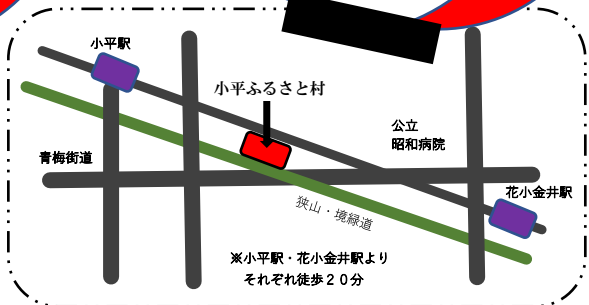 小平駅
小平ふるさと村
公立
昭和病院
青梅街道
花小金井駅
狭山・境緑道
※小平駅・花小金井駅より
それぞれ徒歩２０分